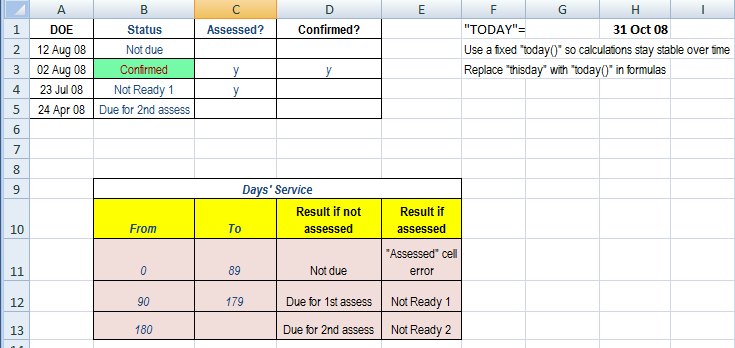 A B C D E F G H I
1 DOE Status Assessed? Confirmed? "TODAY"= 31 Oct 08
2 12 Aug 08 Not due Use a fixed "today()" so calculations stay stable over time
3 02 Aug 08 Confirmed y y Replace "thisday" with "today()" in formulas
4 23 Jul 08 Not Ready 1 y
5 24 Apr 08 Due for 2nd assess
6
7
8
9 Days' Service
Result if not Result if
10 From To assessed assessed
"Assessed" cell
11 0 89 Not due error
12 90 179 Due for 1st assess Not Ready 1
13 180 Due for 2nd assess Not Ready 2